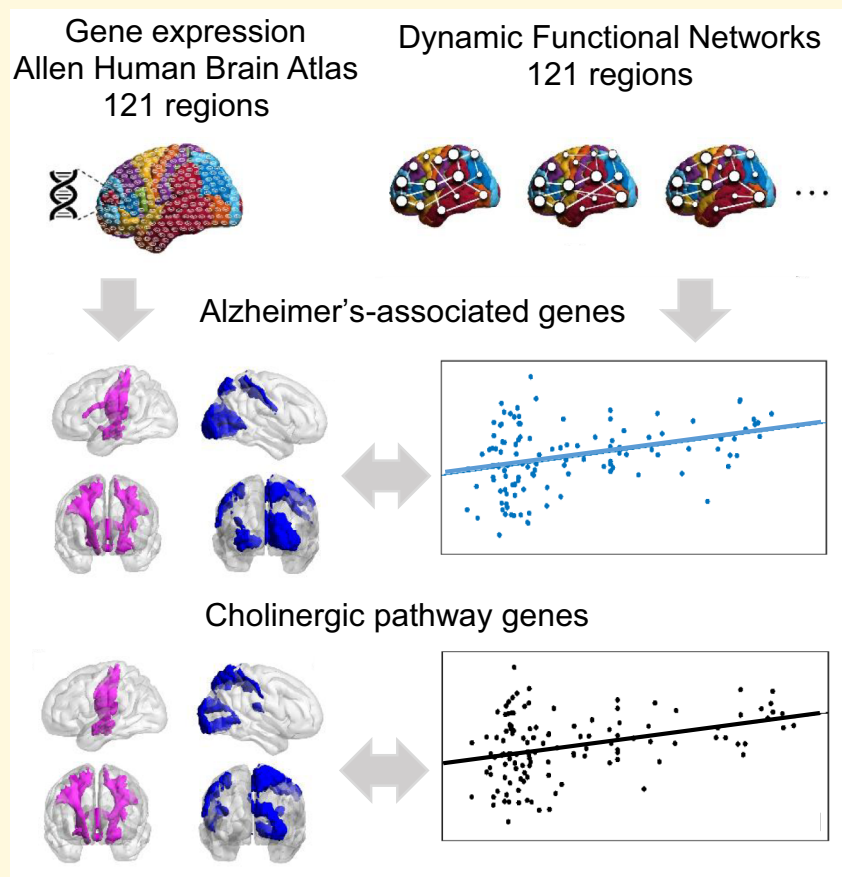 Gene expression
Allen Human Brain Atlas
121 regions
Dynamic Functional Networks
121 regions
...
Alzheimer's-associated genes
Cholinergic pathway genes